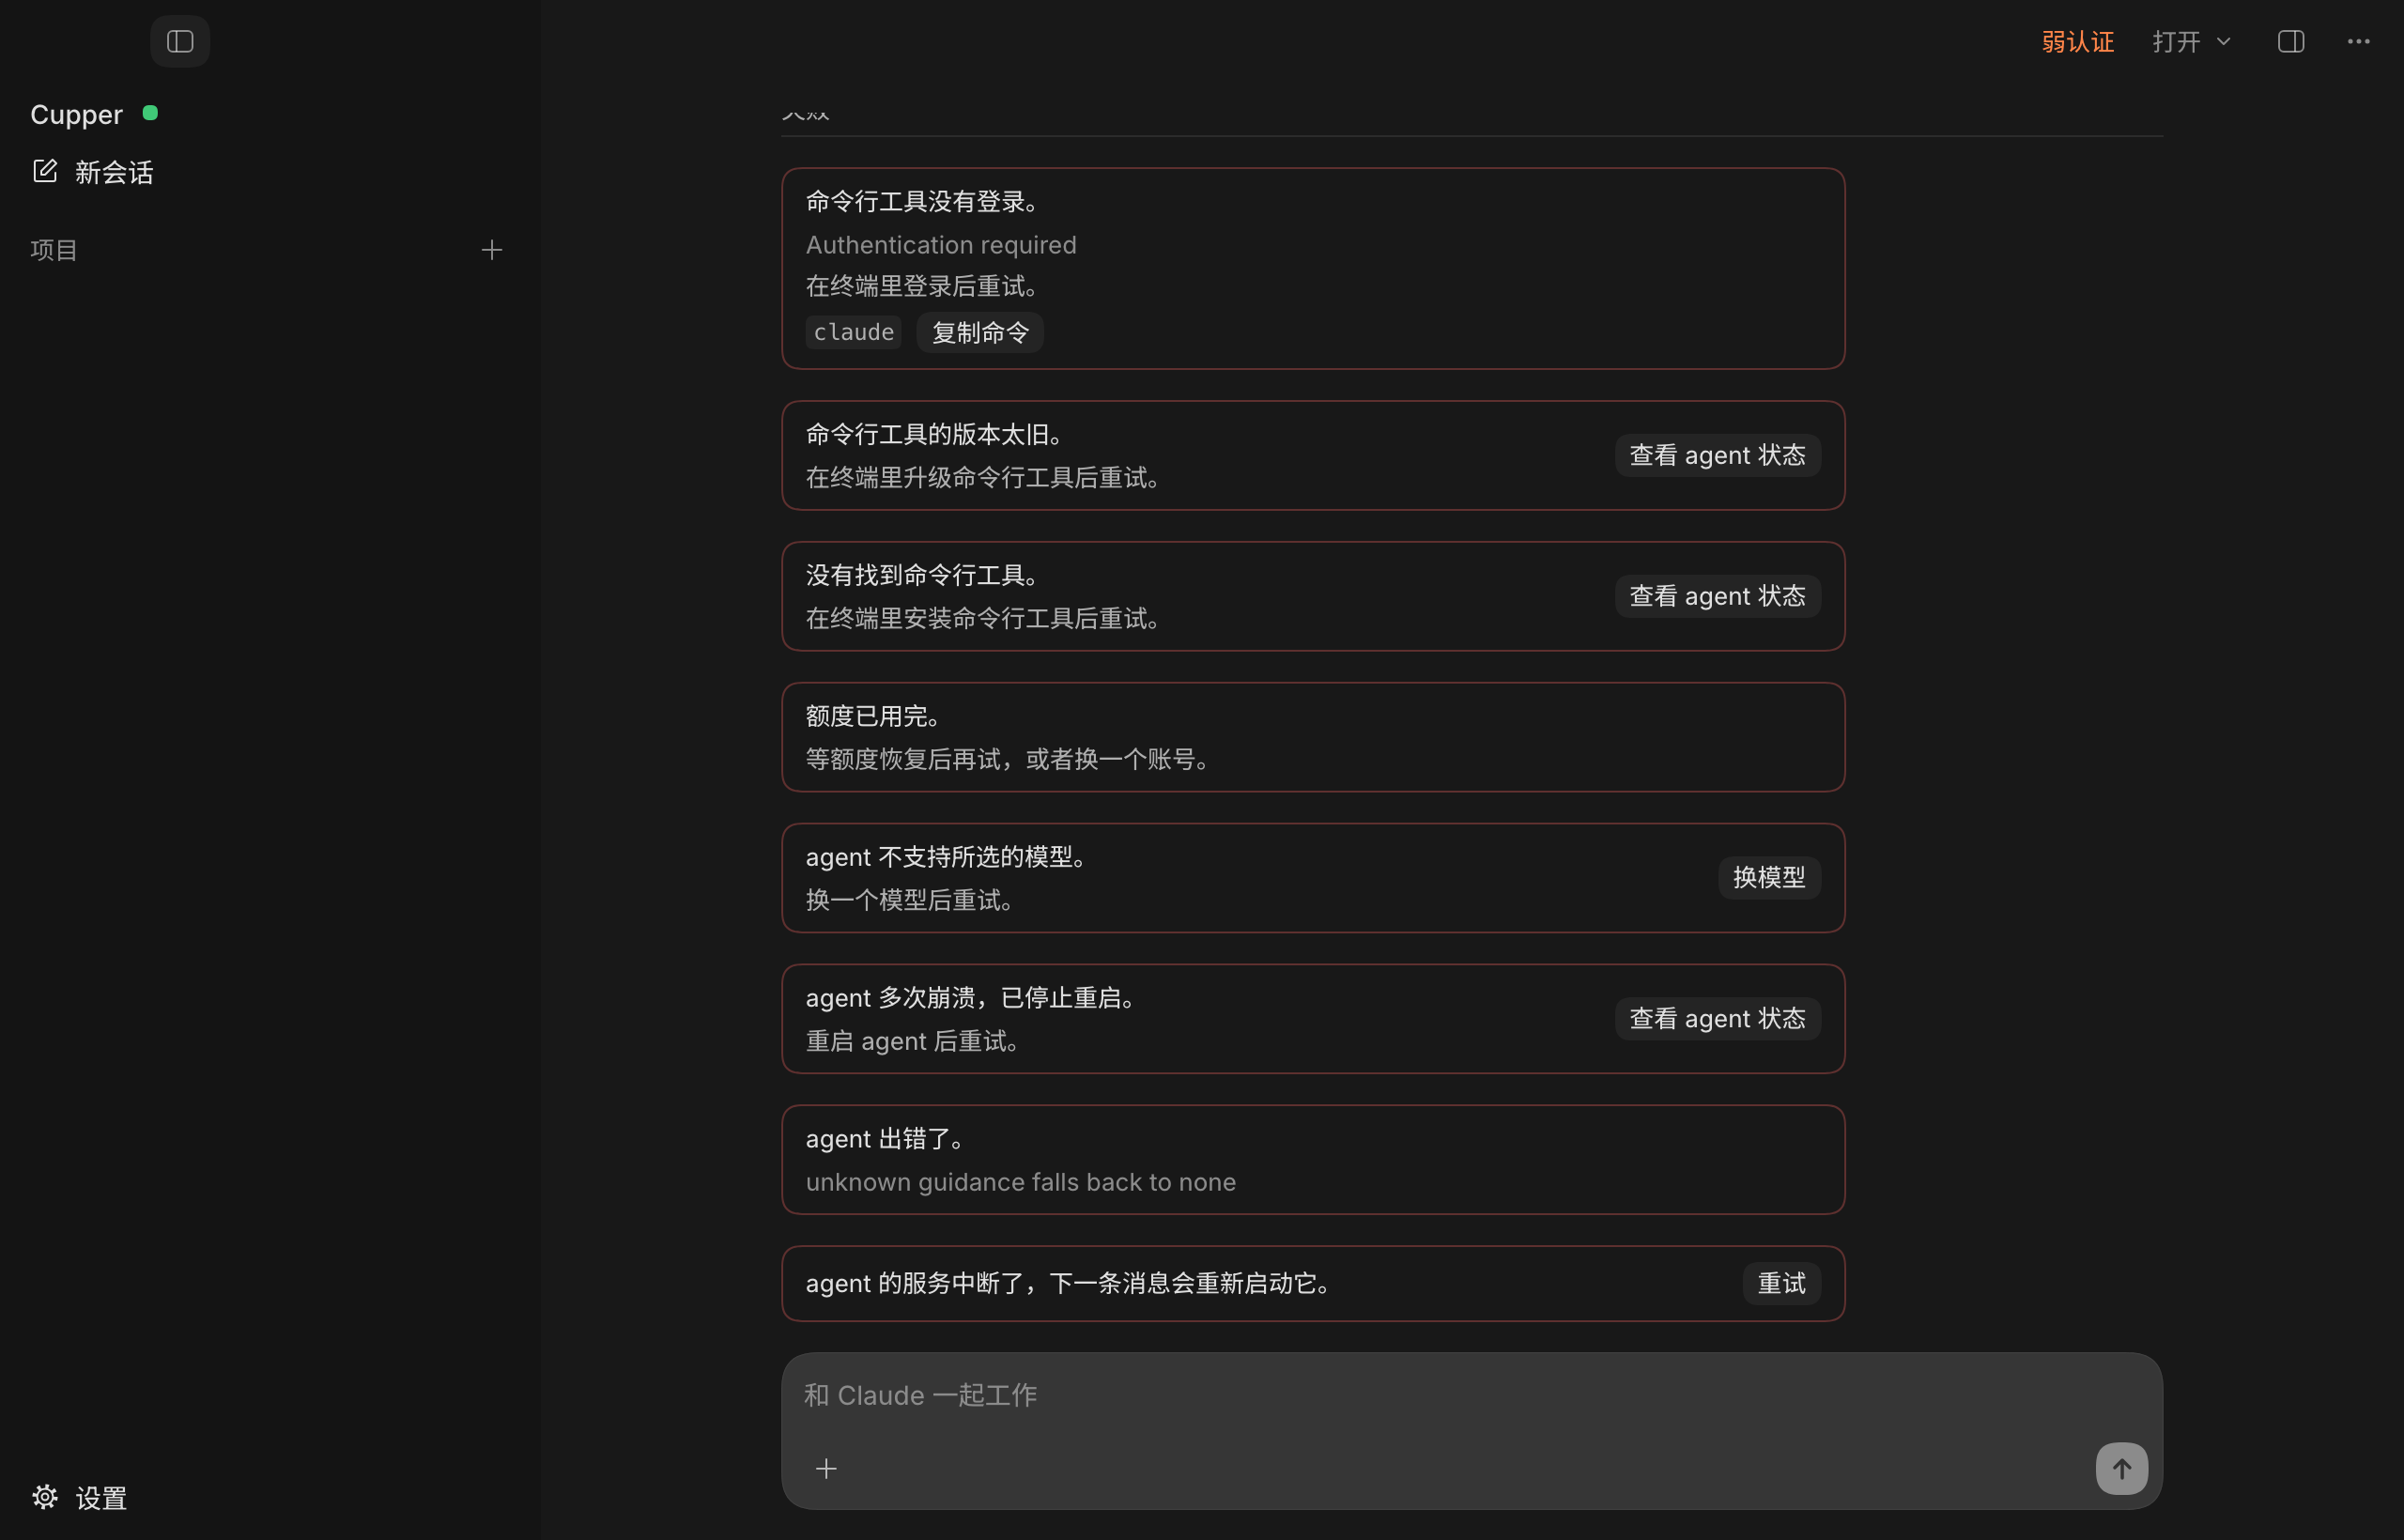 弱认证
打开
Cupper
新会话
项目
命令行工具没有登录。
Authentication required
在终端里登录后重试。
claude
复制命令
命令行工具的版本太旧。
在终端里升级命令行工具后重试。
查看 agent 状态
没有找到命令行工具。
在终端里安装命令行工具后重试。
查看 agent 状态
额度已用完。
等额度恢复后再试，或者换一个账号。
agent 不支持所选的模型。
换一个模型后重试。
换模型
agent 多次崩溃，已停止重启。
重启 agent 后重试。
查看 agent 状态
agent 出错了。
unknown guidance falls back to none
agent 的服务中断了，下一条消息会重新启动它。
重试
和 Claude 一起工作
设置